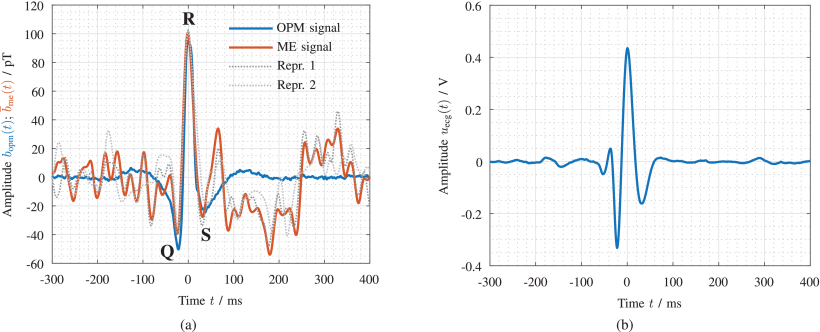 120
100
80
60
40
20
0
-20
-40
-60
-300 -200 -100 0 100 200 300 400
Amplitude b_opm(t); b̄_me(t) / pT
Time t / ms
R
Q
S
OPM signal
ME signal
Repr. 1
Repr. 2
(a)
0.6
0.4
0.2
0
-0.2
-0.4
-300 -200 -100 0 100 200 300 400
Amplitude u_ecg(t) / V
Time t / ms
(b)